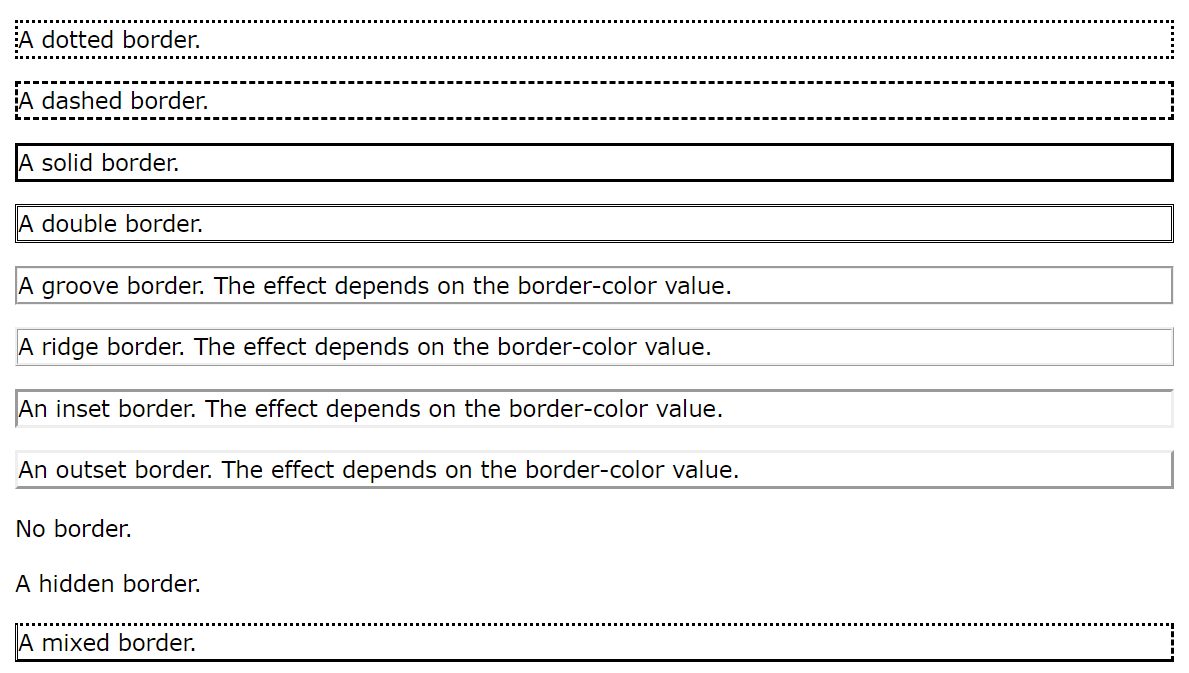 A dotted border.
A dashed border.
A solid border.
A double border.
A groove border. The effect depends on the border-color value.
A ridge border. The effect depends on the border-color value.
An inset border. The effect depends on the border-color value.
An outset border. The effect depends on the border-color value.
No border.
A hidden border.
A mixed border.